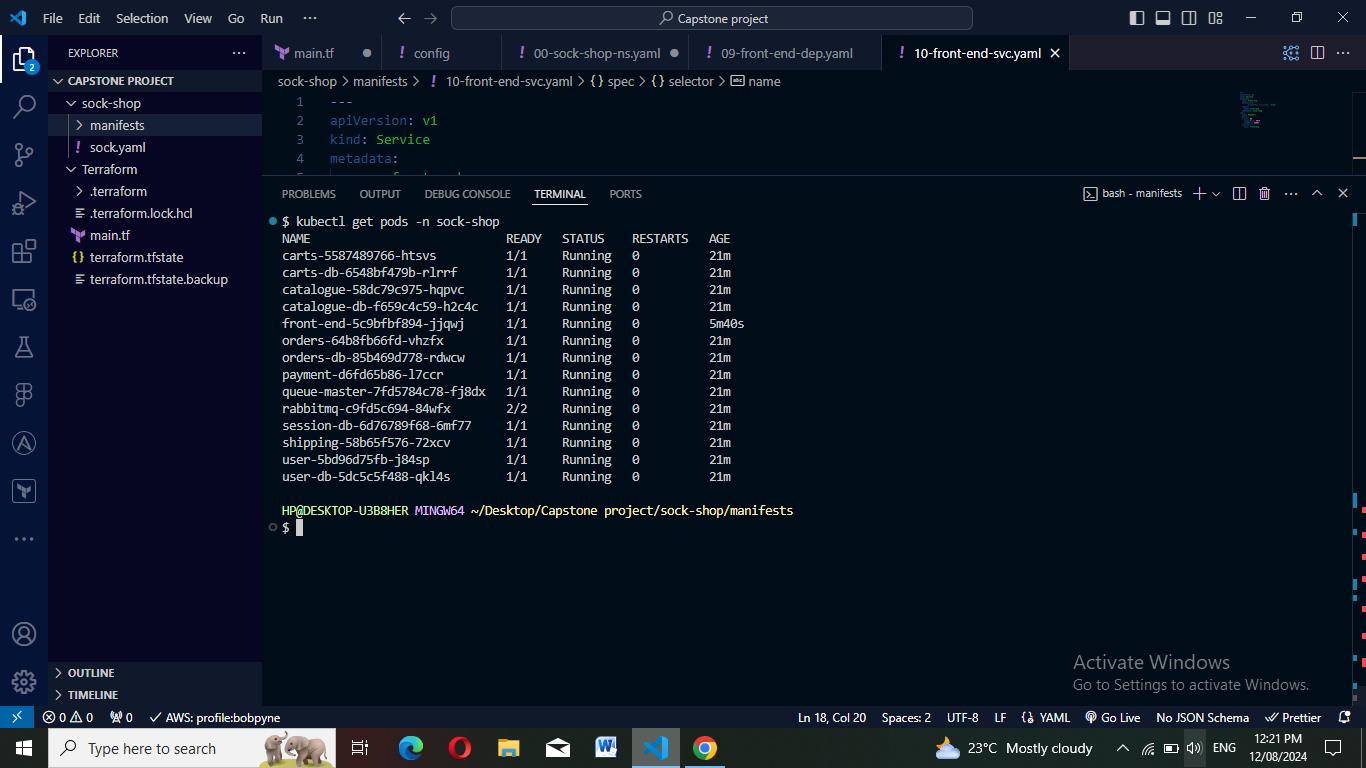 File Edit Selection View Go Run ··· Capstone project
EXPLORER ···
CAPSTONE PROJECT
sock-shop
manifests
! sock.yaml
Terraform
.terraform
.terraform.lock.hcl
main.tf
{} terraform.tfstate
terraform.tfstate.backup
OUTLINE
TIMELINE
2
main.tf ! config ! 00-sock-shop-ns.yaml ! 09-front-end-dep.yaml ! 10-front-end-svc.yaml
sock-shop > manifests > ! 10-front-end-svc.yaml > {} spec > {} selector > abc name
1 ---
2 apiVersion: v1
3 kind: Service
4 metadata:
PROBLEMS OUTPUT DEBUG CONSOLE TERMINAL PORTS bash - manifests
$ kubectl get pods -n sock-shop
NAME READY STATUS RESTARTS AGE
carts-5587489766-htsvs 1/1 Running 0 21m
carts-db-6548bf479b-rlrrf 1/1 Running 0 21m
catalogue-58dc79c975-hqpvc 1/1 Running 0 21m
catalogue-db-f659c4c59-h2c4c 1/1 Running 0 21m
front-end-5c9bfbf894-jjqwj 1/1 Running 0 5m40s
orders-64b8fb66fd-vhzfx 1/1 Running 0 21m
orders-db-85b469d778-rdwcw 1/1 Running 0 21m
payment-d6fd65b86-l7ccr 1/1 Running 0 21m
queue-master-7fd5784c78-fj8dx 1/1 Running 0 21m
rabbitmq-c9fd5c694-84wfx 2/2 Running 0 21m
session-db-6d76789f68-6mf77 1/1 Running 0 21m
shipping-58b65f576-72xcv 1/1 Running 0 21m
user-5bd96d75fb-j84sp 1/1 Running 0 21m
user-db-5dc5c5f488-qkl4s 1/1 Running 0 21m
HP@DESKTOP-U3B8HER MINGW64 ~/Desktop/Capstone project/sock-shop/manifests
$
Activate Windows
Go to Settings to activate Windows.
0 0 0 AWS: profile:bobpyne Ln 18, Col 20 Spaces: 2 UTF-8 LF YAML Go Live No JSON Schema Prettier
Type here to search 23°C Mostly cloudy ENG 12:21 PM
12/08/2024